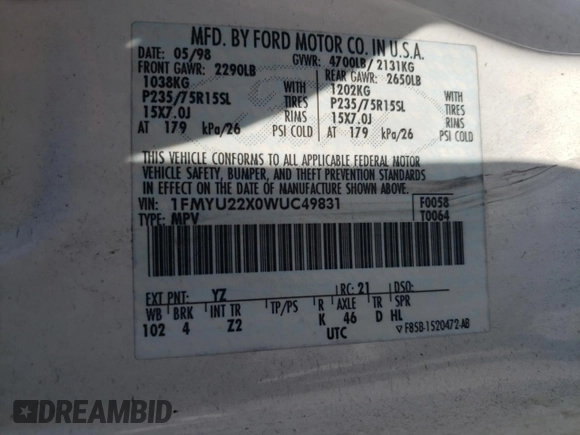 MFD. BY FORD MOTOR CO. IN U.S.A.
DATE: 05/98 GVWR: 4700LB/ 2131KG
FRONT GAWR: 2290LB REAR GAWR: 2650LB
1038KG WITH 1202KG WITH
P235/75R15SL TIRES P235/75R15SL TIRES
15X7.0J RIMS 15X7.0J RIMS
AT 179 kPa/26 PSI COLD AT 179 kPa/26 PSI COLD
THIS VEHICLE CONFORMS TO ALL APPLICABLE FEDERAL MOTOR
VEHICLE SAFETY, BUMPER, AND THEFT PREVENTION STANDARDS
IN EFFECT ON THE DATE OF MANUFACTURE SHOWN ABOVE.
VIN: 1FMYU22X0WUC49831 F0058
TYPE: MPV T0064
EXT PNT: YZ RC: 21 DSO:
WB BRK INT TR TP/PS R AXLE TR SPR
102 4 Z2 K 46 D HL
UTC F85B-1520472-AB
DREAMBID